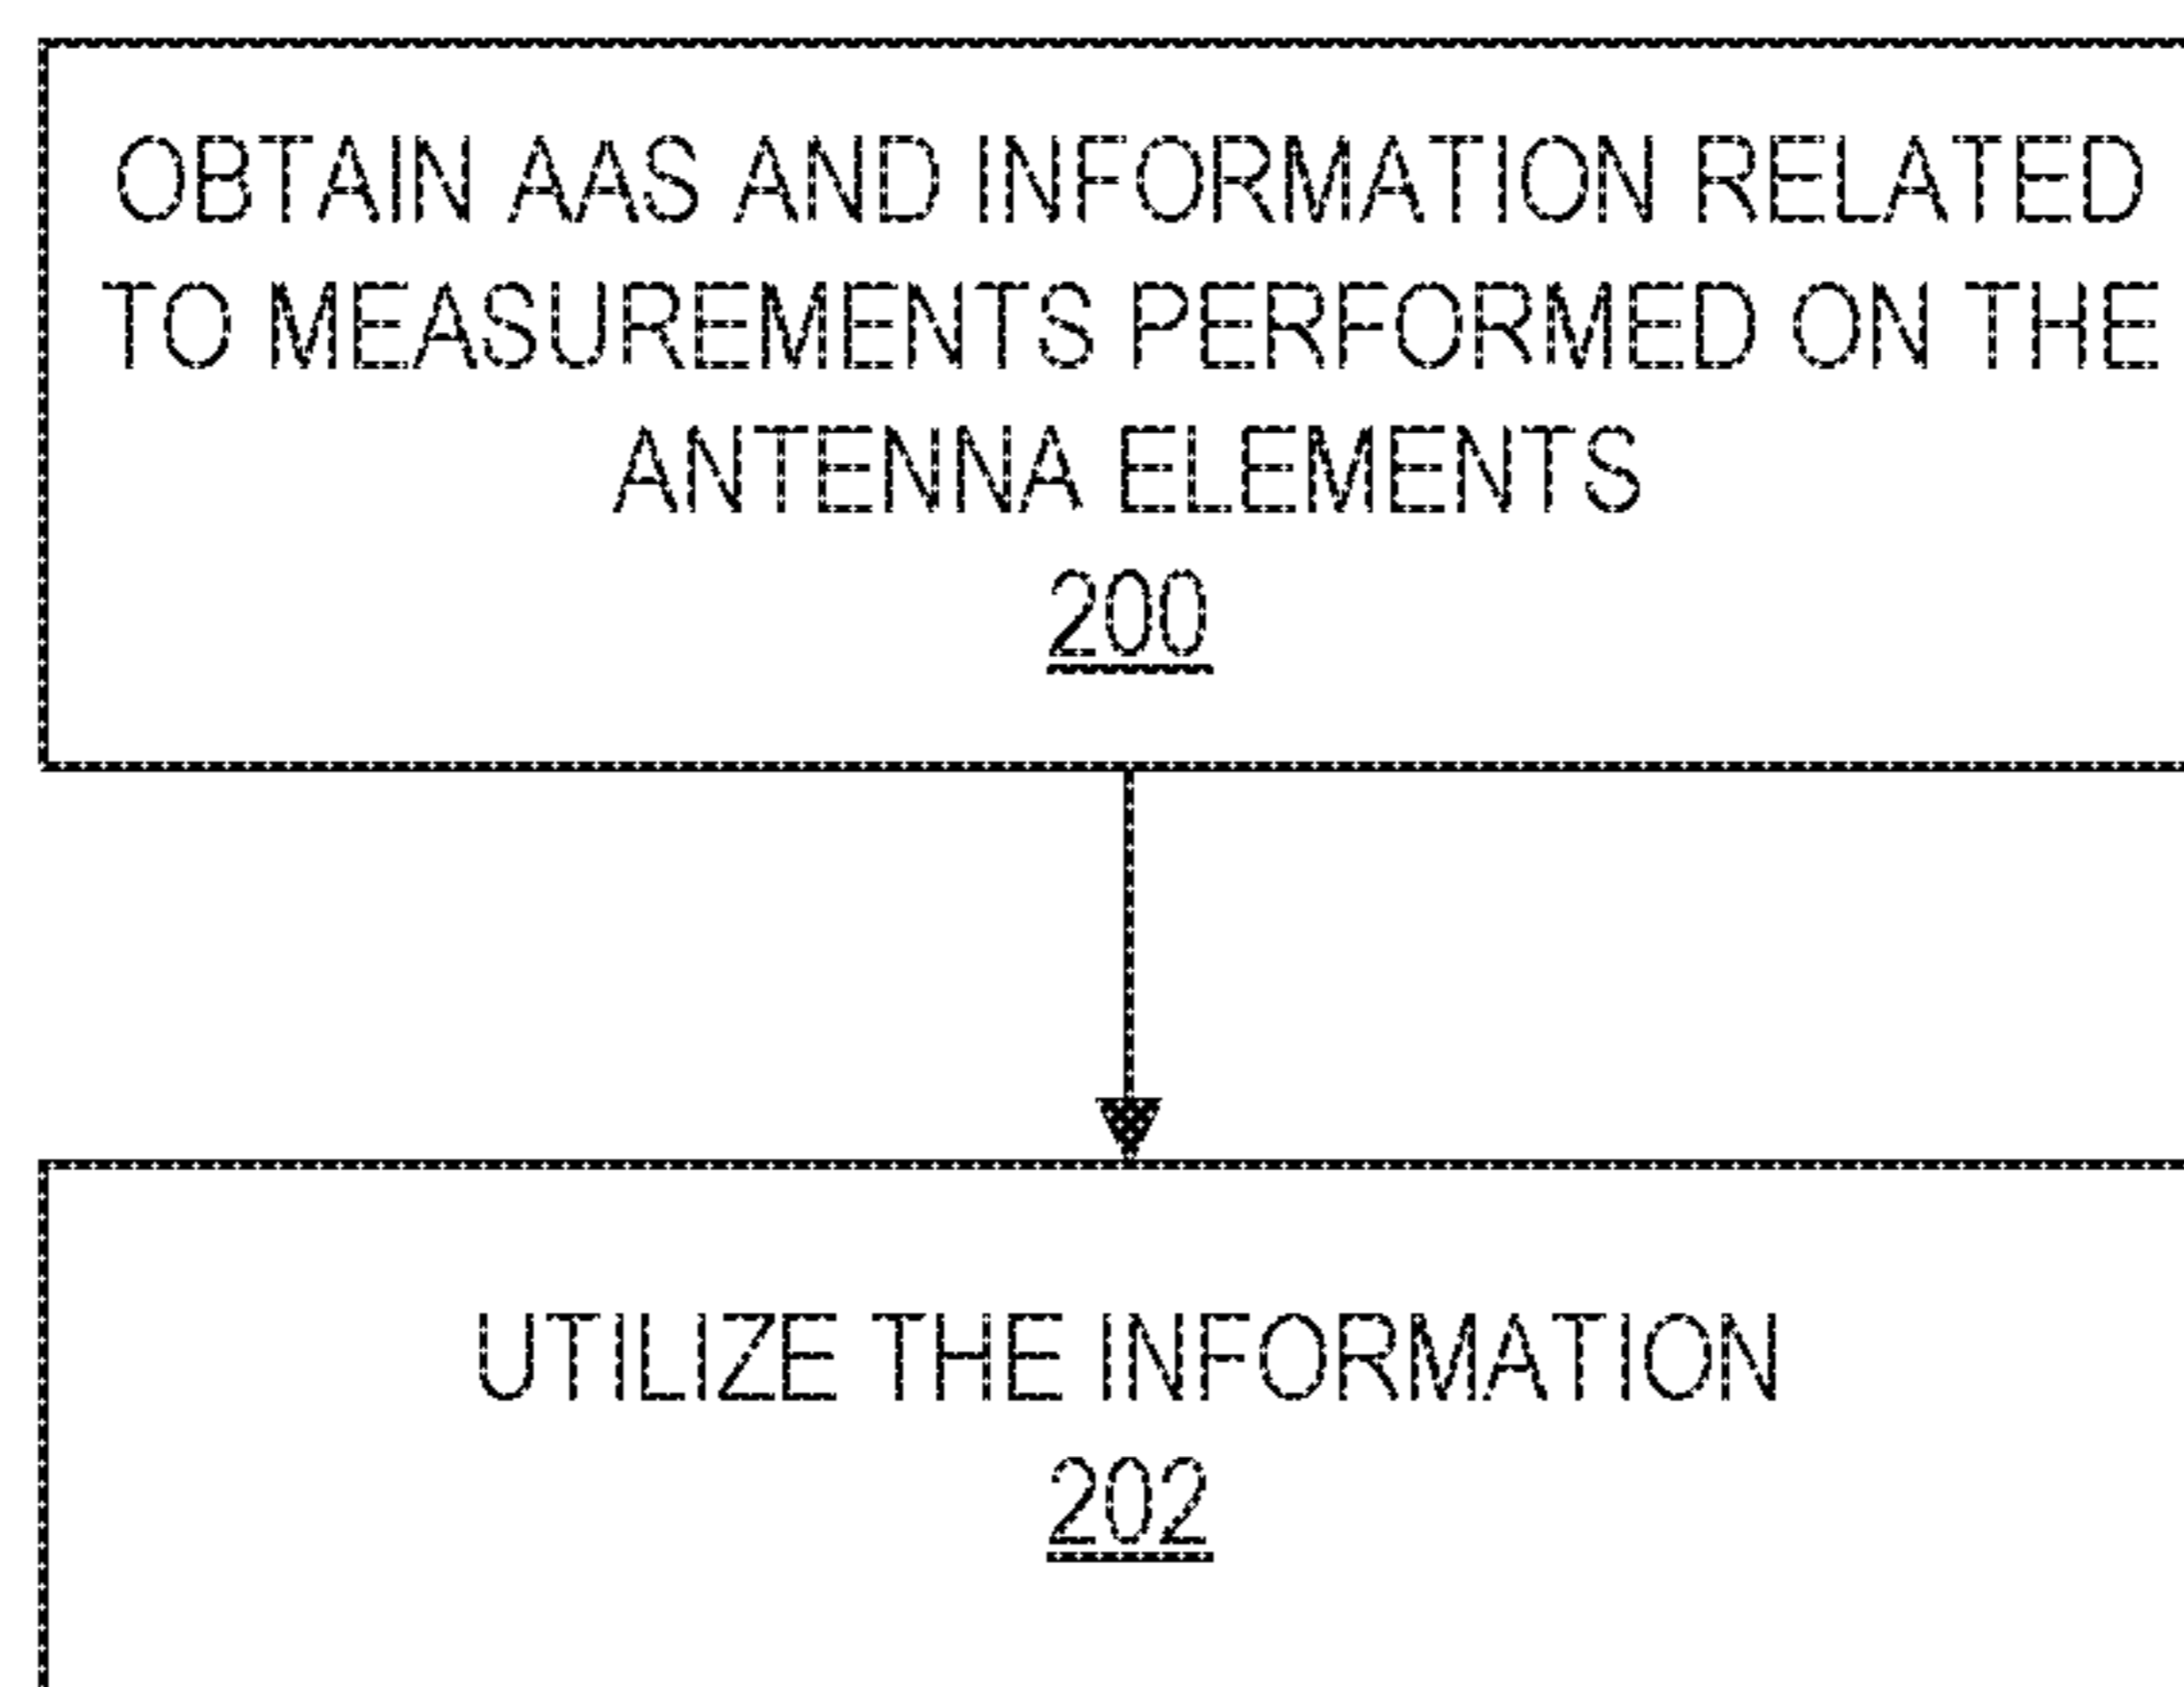 OBTAIN AAS AND INFORMATION RELATED
TO MEASUREMENTS PERFORMED ON THE
ANTENNA ELEMENTS
200
UTILIZE THE INFORMATION
202